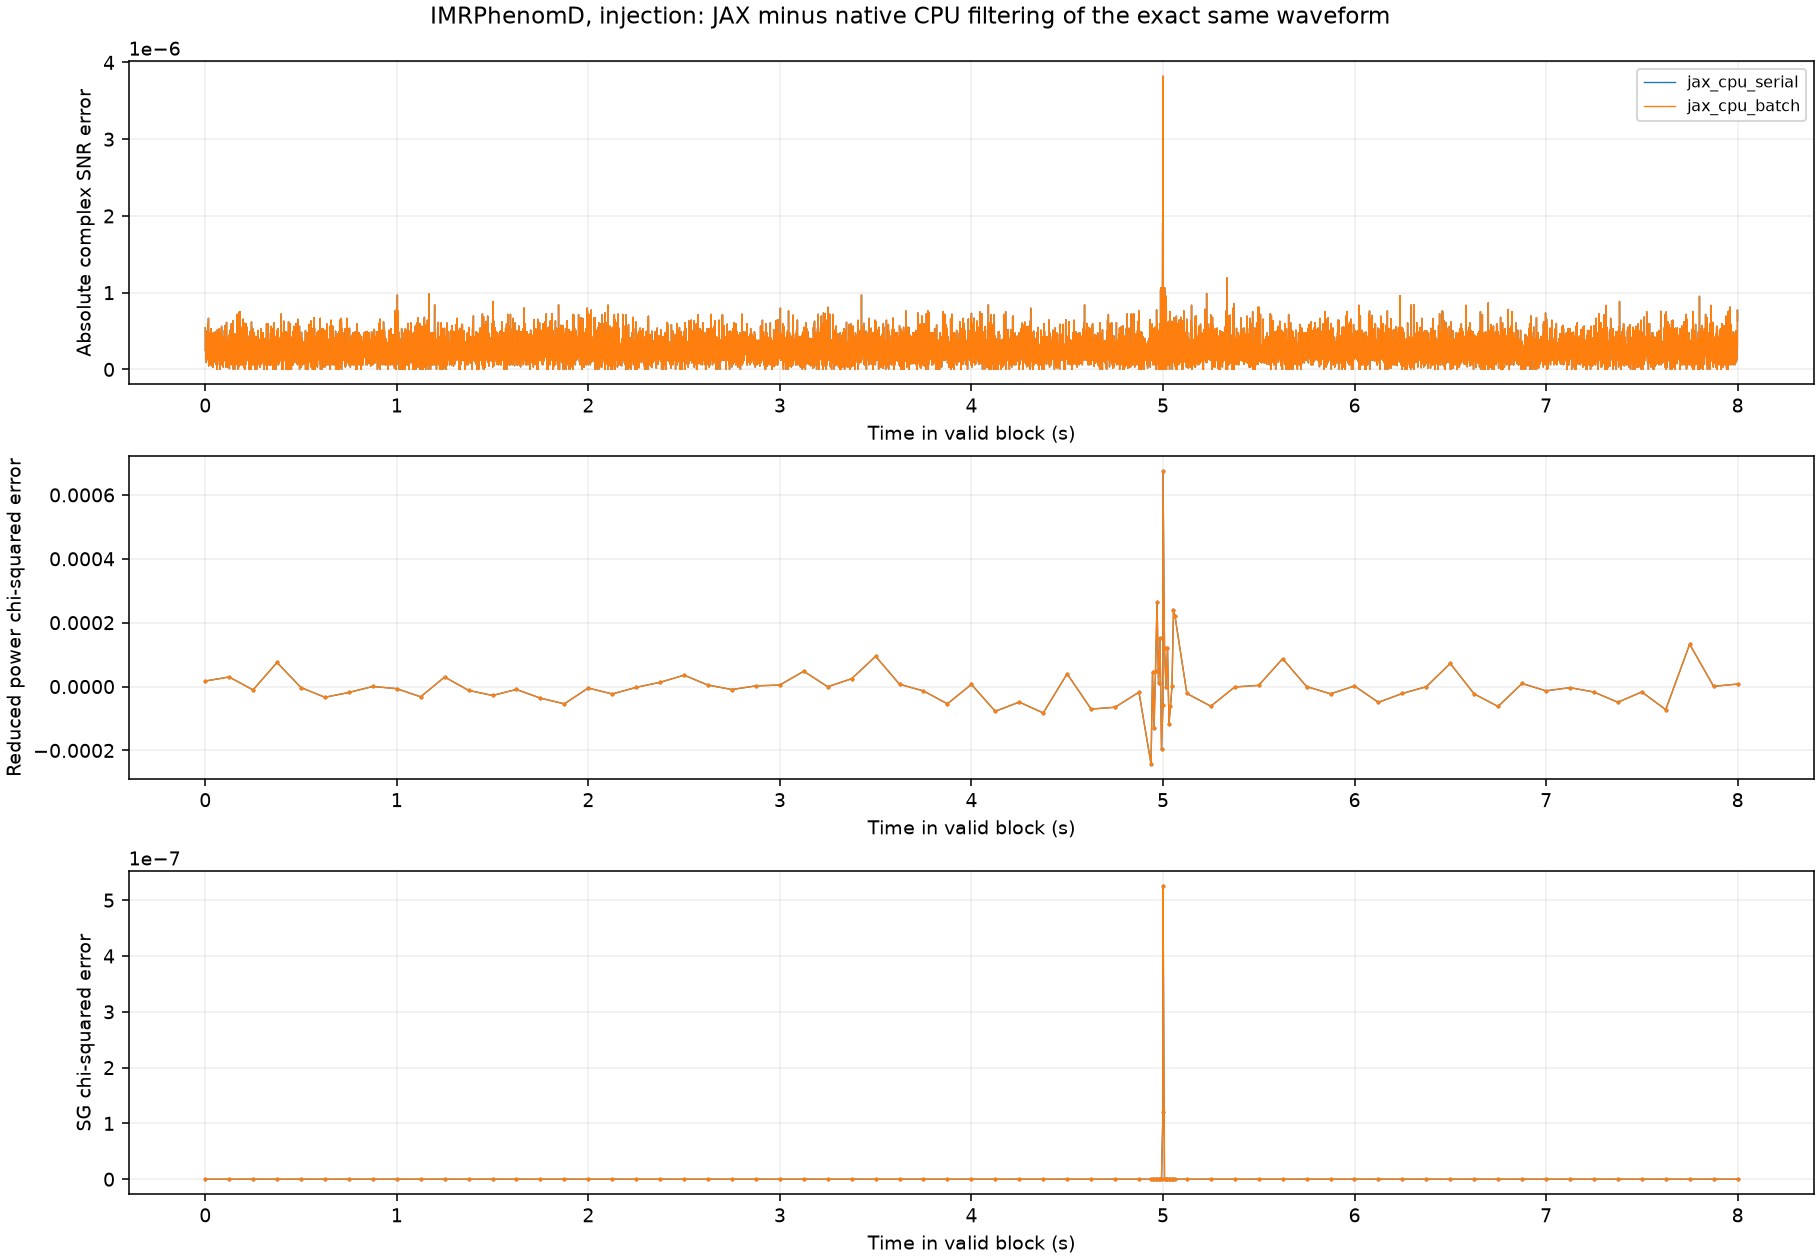 IMRPhenomD, injection: JAX minus native CPU filtering of the exact same waveform
1e−6
4
3
2
1
0
Absolute complex SNR error
jax_cpu_serial
jax_cpu_batch
0 1 2 3 4 5 6 7 8
Time in valid block (s)
0.0006
0.0004
0.0002
0.0000
−0.0002
Reduced power chi-squared error
0 1 2 3 4 5 6 7 8
Time in valid block (s)
1e−7
5
4
3
2
1
0
SG chi-squared error
0 1 2 3 4 5 6 7 8
Time in valid block (s)